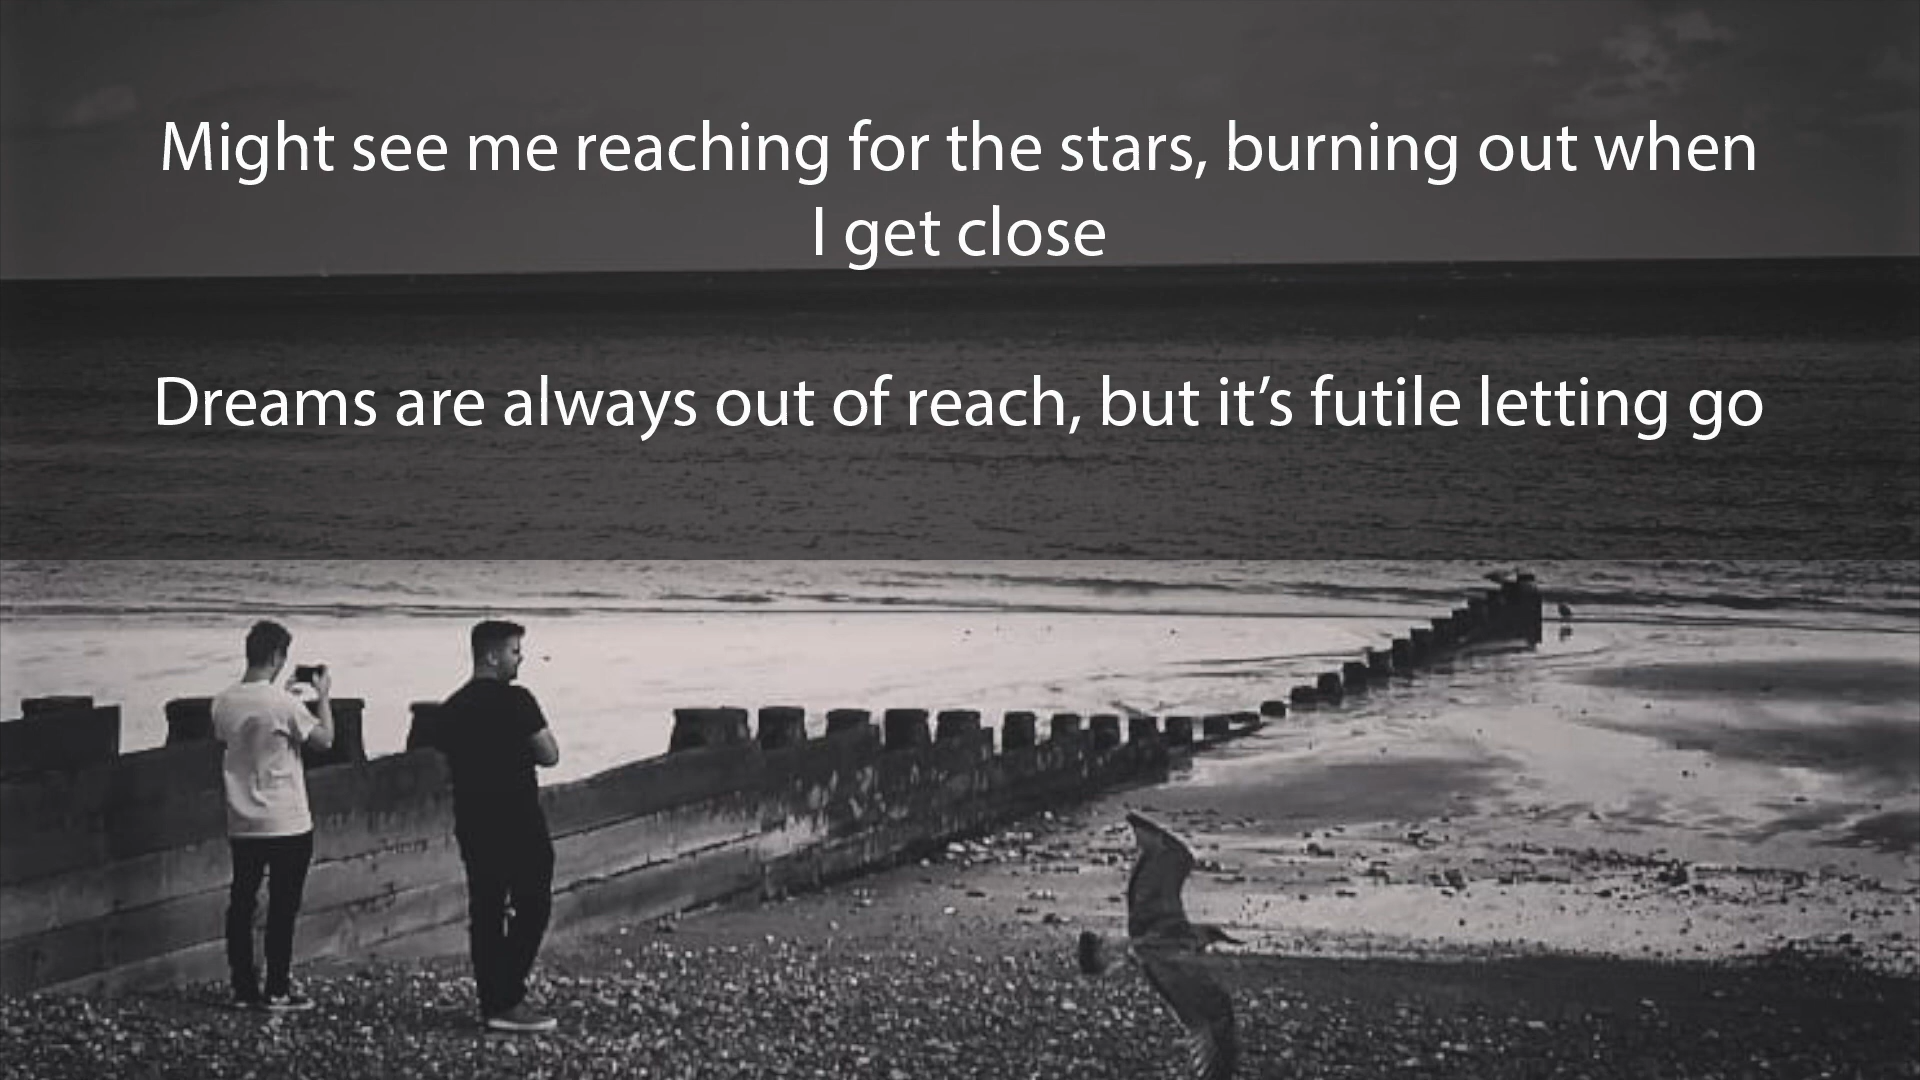 Might see me reaching for the stars, burning out when
I get close
Dreams are always out of reach, but it’s futile letting go